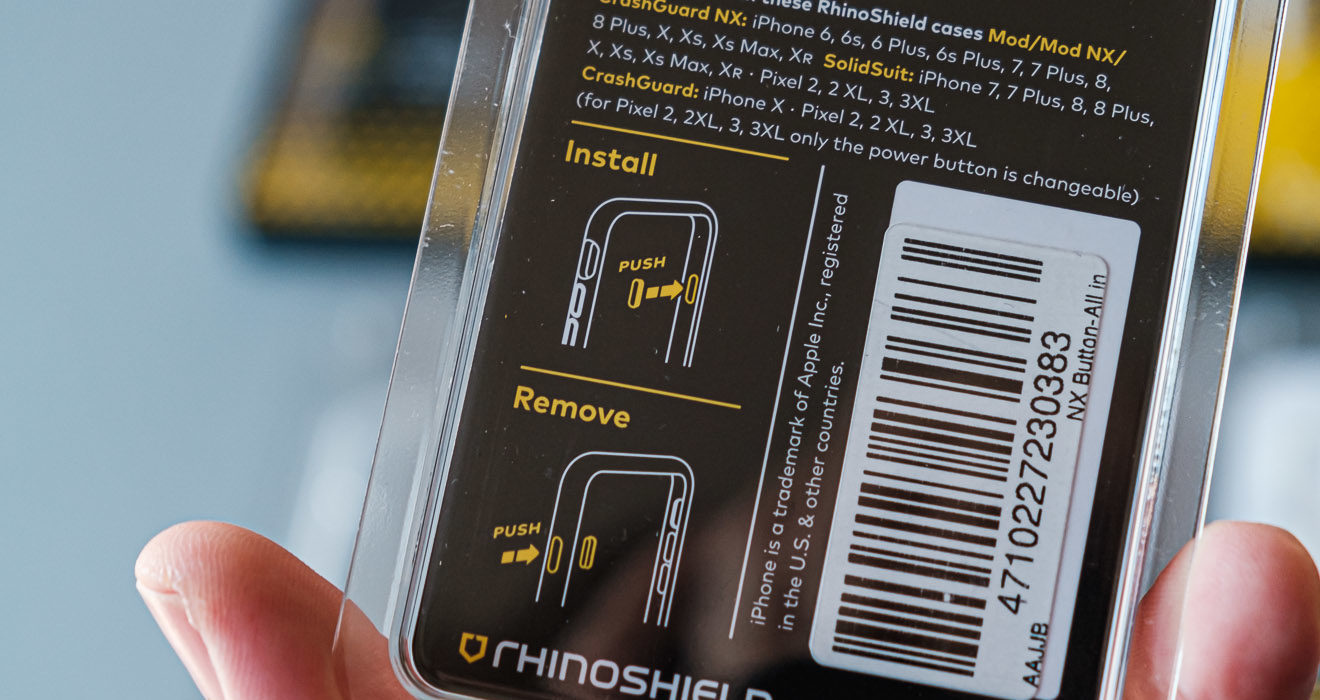 these RhinoShield cases Mod/Mod NX/
CrashGuard NX: iPhone 6, 6s, 6 Plus, 6s Plus, 7, 7 Plus, 8,
8 Plus, X, Xs, Xs Max, XR SolidSuit: iPhone 7, 7 Plus, 8, 8 Plus,
X, Xs, Xs Max, XR · Pixel 2, 2 XL, 3, 3XL
CrashGuard: iPhone X · Pixel 2, 2 XL, 3, 3XL
(for Pixel 2, 2XL, 3, 3XL only the power button is changeable)
Install
PUSH
Remove
PUSH
iPhone is a trademark of Apple Inc., registered
in the U.S. & other countries.
4710227230383
NX Button-All in
AAJJB
RHINOSHIELD